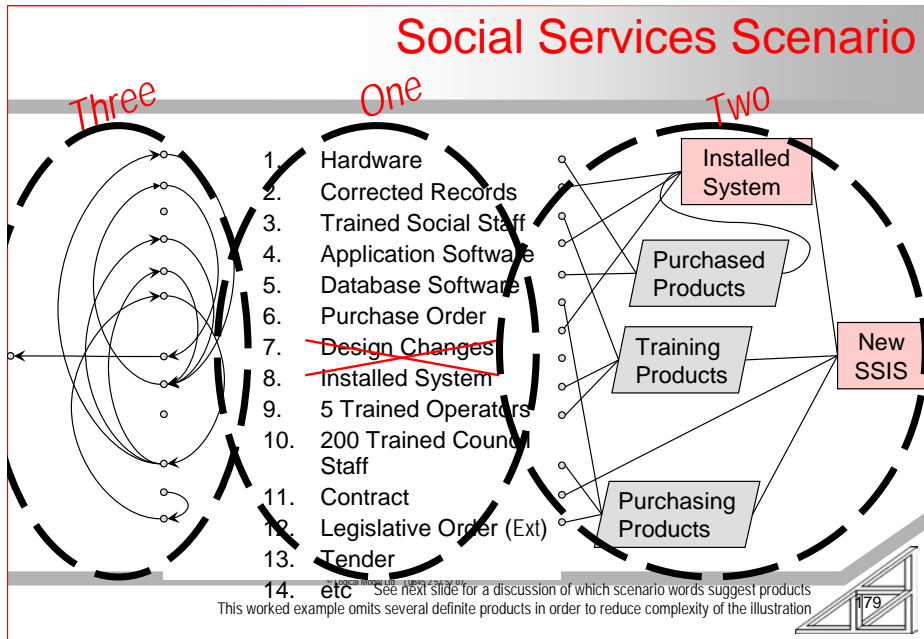 Social Services Scenario
Three
One
Two
1. Hardware
2. Corrected Records
3. Trained Social Staff
4. Application Software
5. Database Software
6. Purchase Order
7. Design Changes
8. Installed System
9. 5 Trained Operators
10. 200 Trained Council
Staff
11. Contract
12. Legislative Order (Ext)
13. Tender
14. etc
Installed
System
Purchased
Products
Training
Products
New
SSIS
Purchasing
Products
© Logical Model Ltd
See next slide for a discussion of which scenario words suggest products
This worked example omits several definite products in order to reduce complexity of the illustration
179